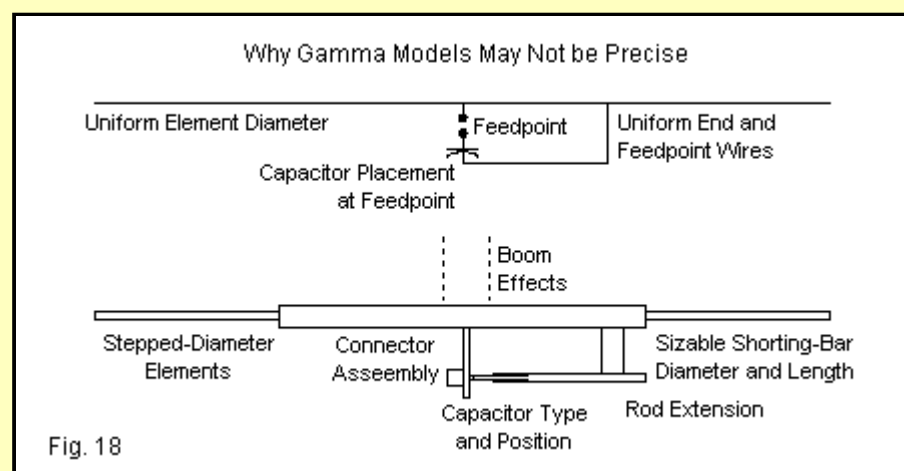 Why Gamma Models May Not be Precise
Uniform Element Diameter
Feedpoint
Uniform End and
Feedpoint Wires
Capacitor Placement
at Feedpoint
Boom
Effects
Stepped-Diameter
Elements
Connector
Asseembly
Sizable Shorting-Bar
Diameter and Length
Capacitor Type
and Position
Rod Extension
Fig. 18